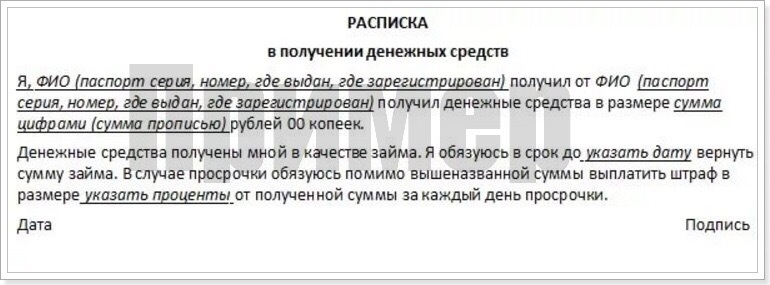 РАСПИСКА
в получении денежных средств
Я, ФИО (паспорт серия, номер, где выдан, где зарегистрирован) получил от ФИО (паспорт
серия, номер, где выдан, где зарегистрирован) получил денежные средства в размере сумма
цифрами (сумма прописью) рублей 00 копеек.
Пример
Денежные средства получены мной в качестве займа. Я обязуюсь в срок до указать дату вернуть
сумму займа. В случае просрочки обязуюсь помимо вышеназванной суммы выплатить штраф в
размере указать проценты от полученной суммы за каждый день просрочки.
Дата Подпись